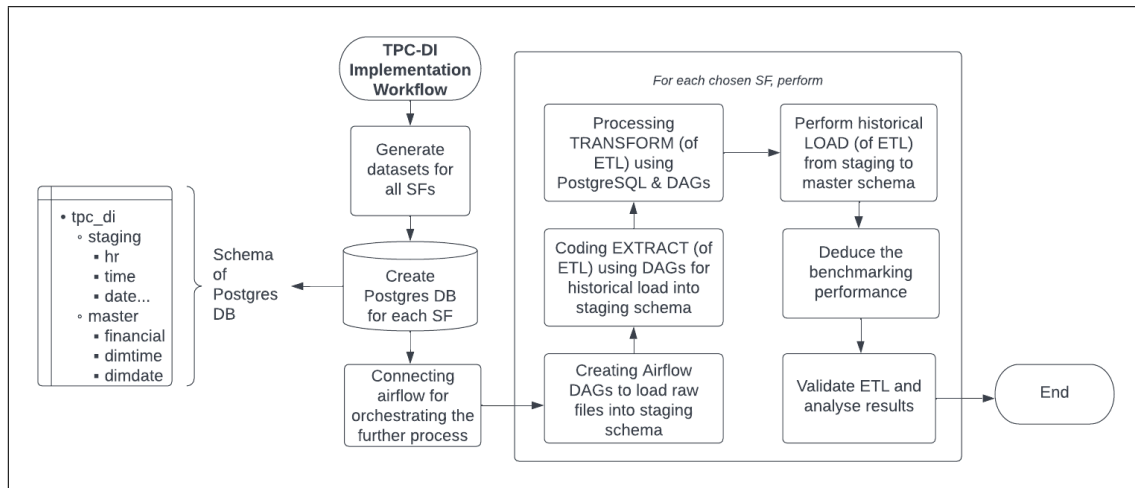 TPC-DI
Implementation
Workflow
Generate
datasets for
all SFs
Create
Postgres DB
for each SF
Schema
of
Postgres
DB
• tpc_di
◦ staging
▪ hr
▪ time
▪ date...
◦ master
▪ financial
▪ dimtime
▪ dimdate
Connecting
airflow for
orchestrating the
further process
For each chosen SF, perform
Creating Airflow
DAGs to load raw
files into staging
schema
Coding EXTRACT (of
ETL) using DAGs for
historical load into
staging schema
Processing
TRANSFORM (of
ETL) using
PostgreSQL & DAGs
Perform historical
LOAD (of ETL)
from staging to
master schema
Deduce the
benchmarking
performance
Validate ETL and
analyse results
End